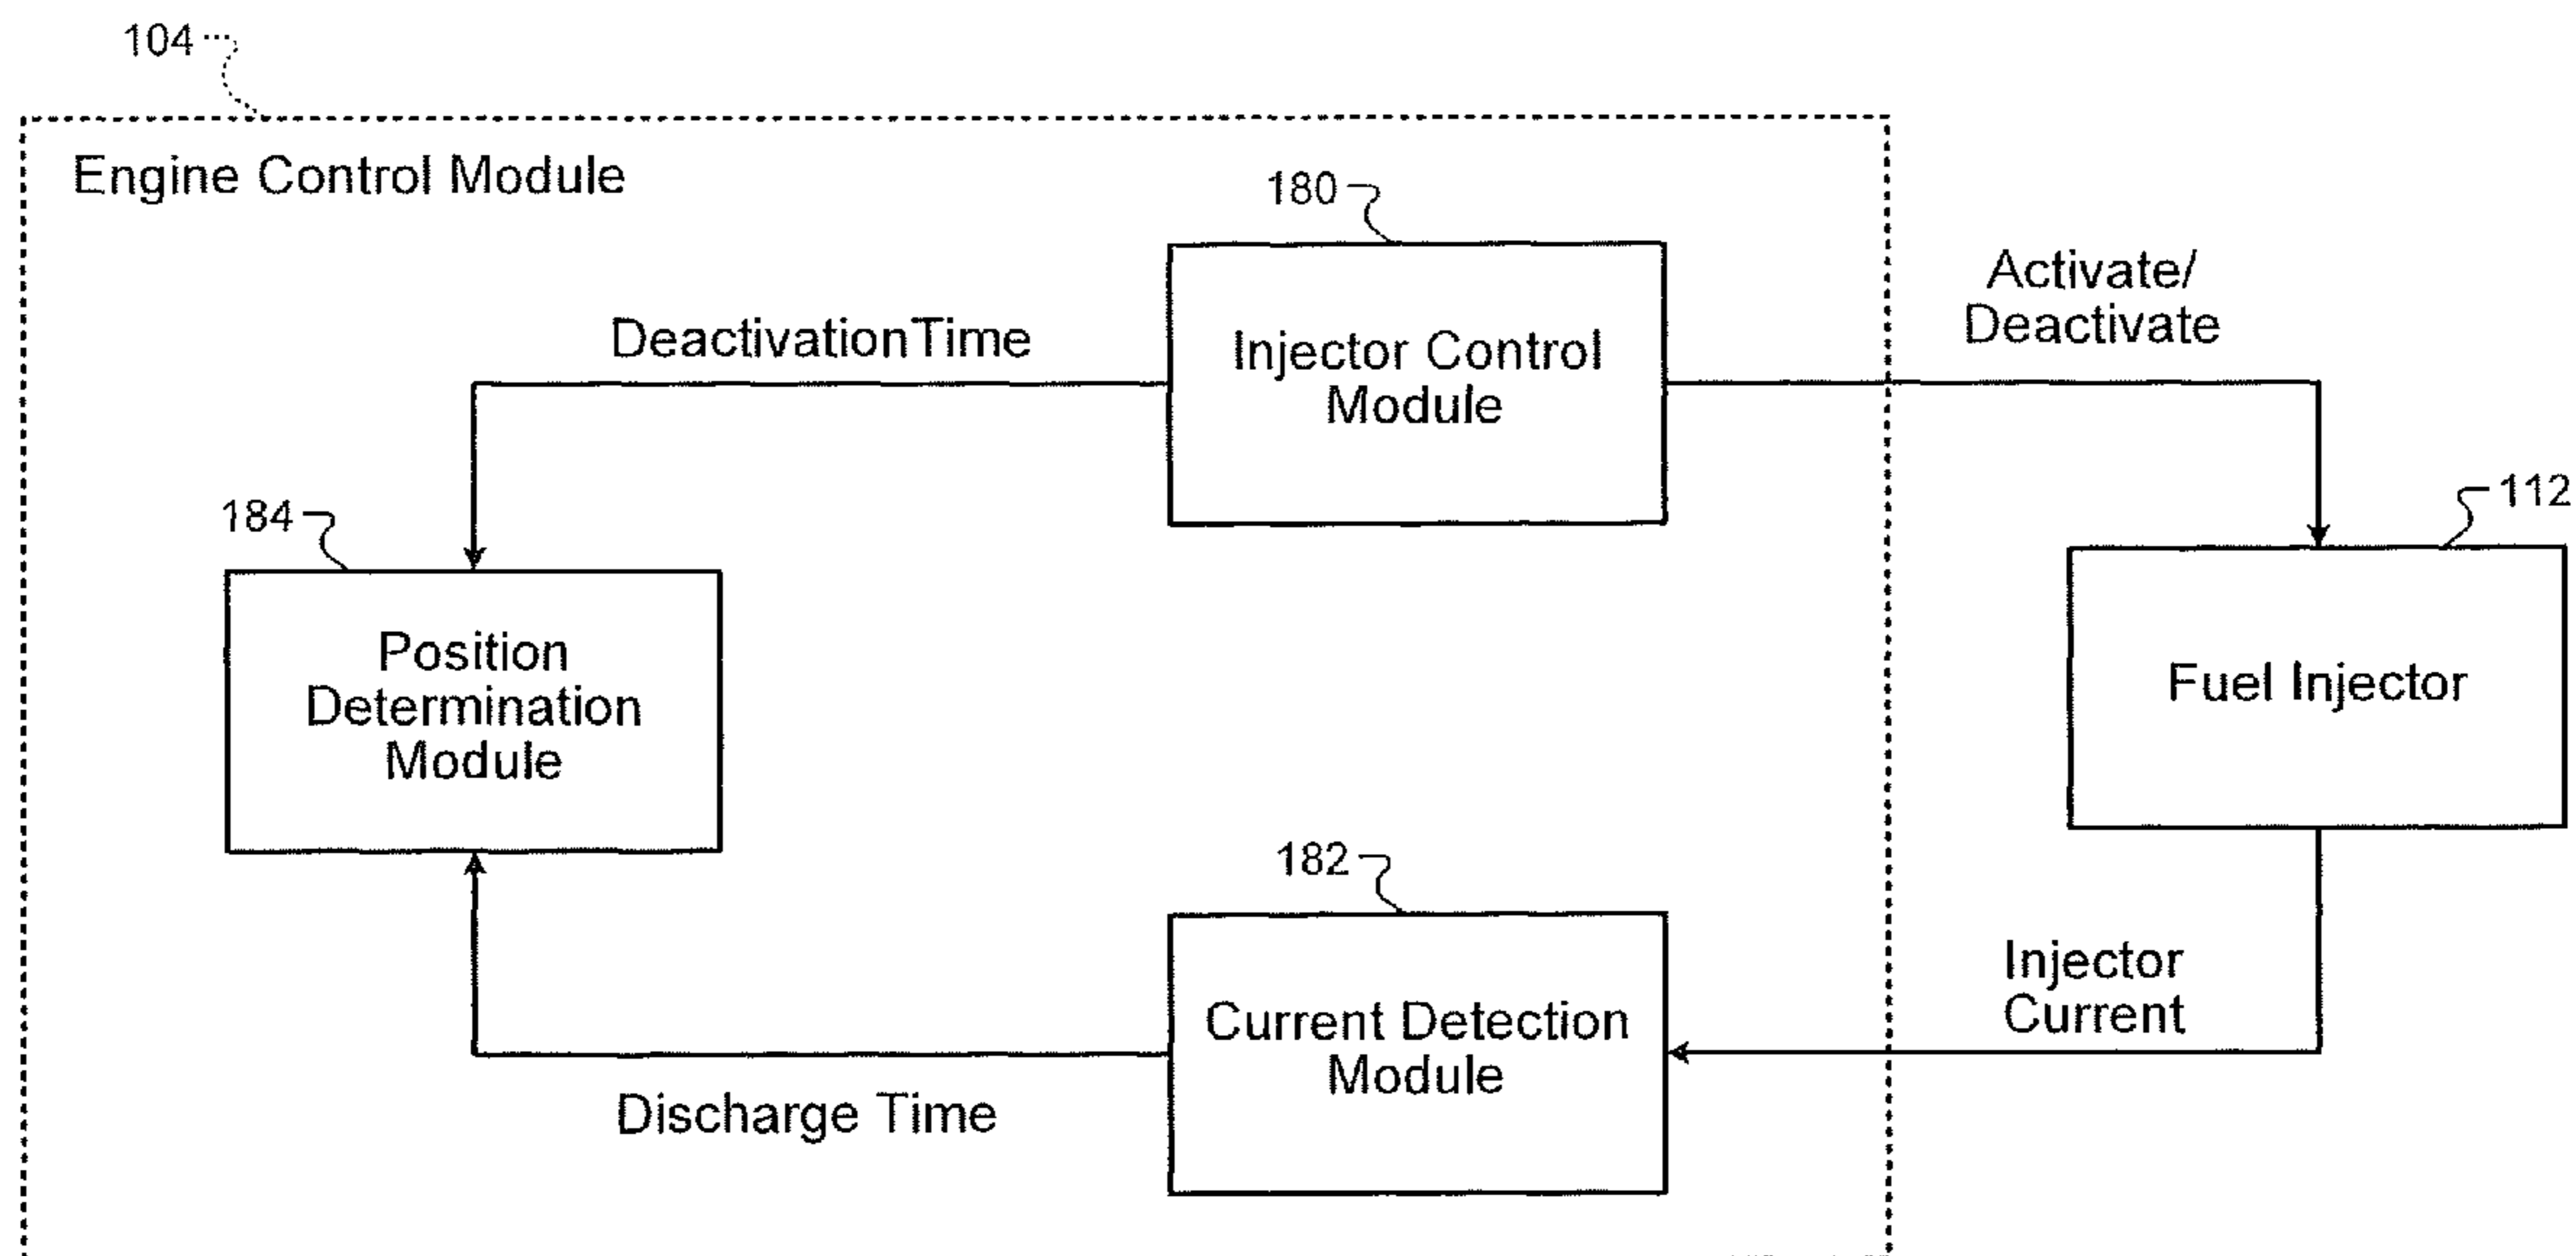 104
Engine Control Module
180
Activate/
Deactivate
DeactivationTime
Injector Control
Module
112
184
Position
Determination
Module
Fuel Injector
182
Injector
Current
Current Detection
Module
Discharge Time